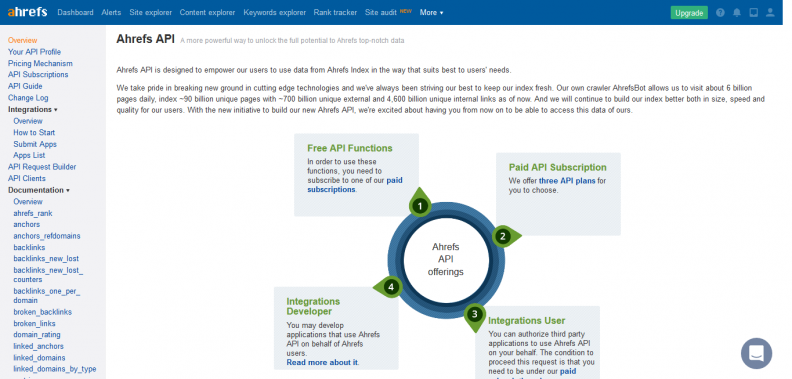 ahrefs Dashboard Alerts Site explorer Content explorer Keywords explorer Rank tracker Site audit NEW More ▾ Upgrade
Overview
Your API Profile
Pricing Mechanism
API Subscriptions
API Guide
Change Log
Integrations ▾
Overview
How to Start
Submit Apps
Apps List
API Request Builder
API Clients
Documentation ▾
Overview
ahrefs_rank
anchors
anchors_refdomains
backlinks
backlinks_new_lost
backlinks_new_lost_
counters
backlinks_one_per_
domain
broken_backlinks
broken_links
domain_rating
linked_anchors
linked_domains
linked_domains_by_type
Ahrefs API A more powerful way to unlock the full potential to Ahrefs top-notch data
Ahrefs API is designed to empower our users to use data from Ahrefs Index in the way that suits best to users' needs.
We take pride in breaking new ground in cutting edge technologies and we've always been striving our best to keep our index fresh. Our own crawler AhrefsBot allows us to visit about 6 billion
pages daily, index ~90 billion unique pages with ~700 billion unique external and 4,600 billion unique internal links as of now. And we will continue to build our index better both in size, speed and
quality for our users. With the new initiative to build our new Ahrefs API, we're excited about having you from now on to be able to access this data of ours.
Free API Functions
In order to use these
functions, you need to
subscribe to one of our paid
subscriptions.
1
Paid API Subscription
We offer three API plans for
you to choose.
2
Ahrefs
API
offerings
4
Integrations
Developer
You may develop
applications that use Ahrefs
API on behalf of Ahrefs
users.
Read more about it.
3
Integrations User
You can authorize third party
applications to use Ahrefs API
on your behalf. The condition to
proceed this request is that you
need to be under our paid